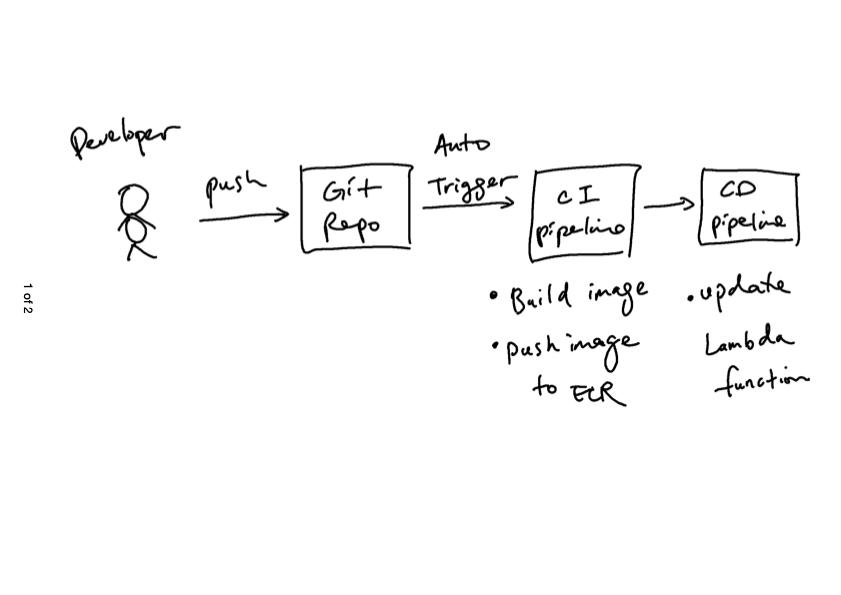 Developer
push
Git
Repo
Auto
Trigger
CI
pipeline
CD
pipeline
• Build image
• push image
to ECR
• update
Lambda
function
1 of 2